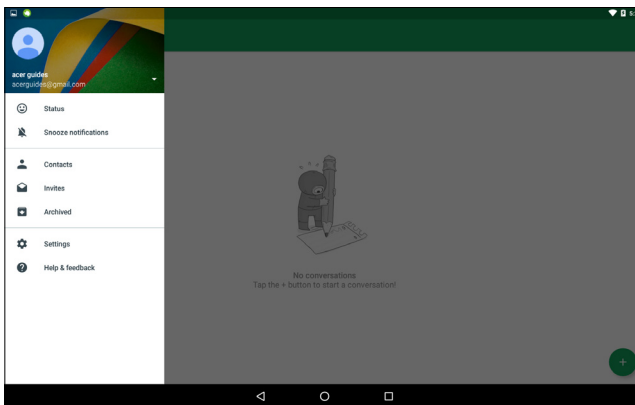 acer guides
acerguides@gmail.com
Status
Snooze notifications
Contacts
Invites
Archived
Settings
Help & feedback
No conversations
Tap the + button to start a conversation!